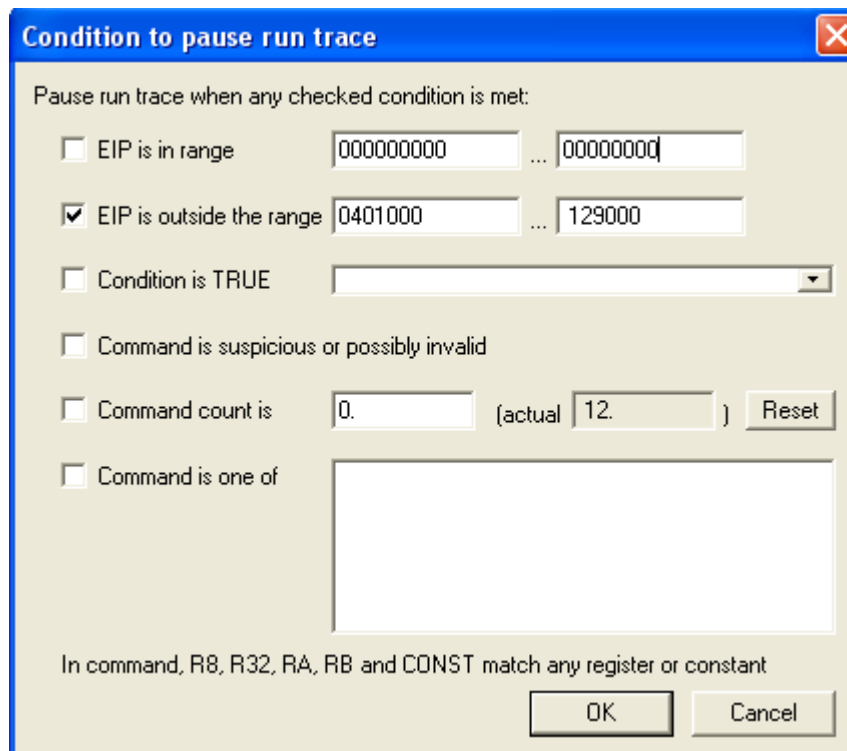 Condition to pause run trace
Pause run trace when any checked condition is met:
EIP is in range 000000000 ... 00000000
EIP is outside the range 0401000 ... 129000
Condition is TRUE
Command is suspicious or possibly invalid
Command count is 0. (actual 12. ) Reset
Command is one of
In command, R8, R32, RA, RB and CONST match any register or constant
OK Cancel